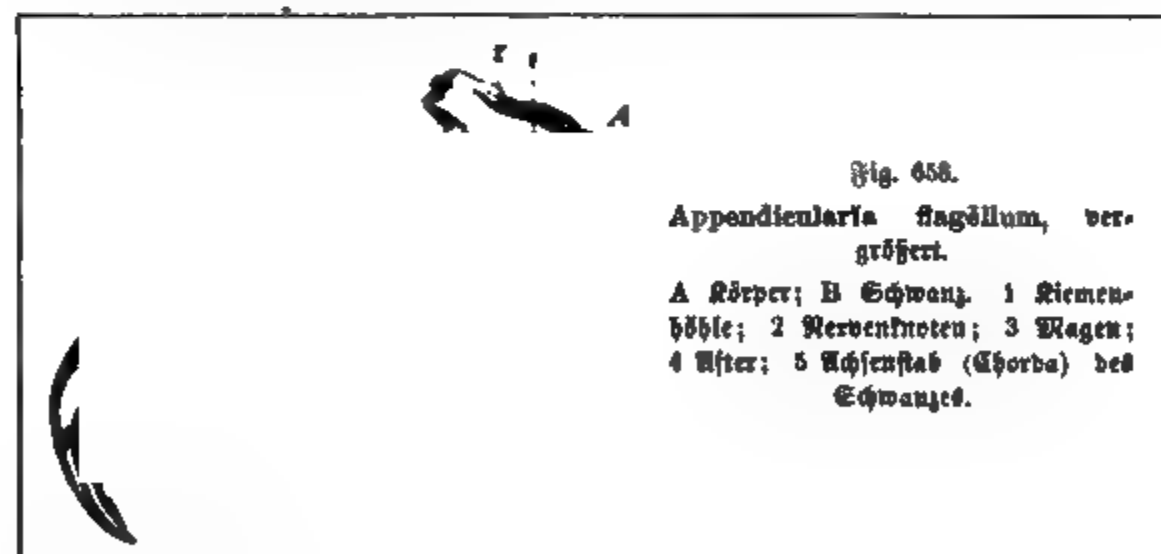 A
Fig. 658.
Appendicularia flagĕllum, ver-
größert.
A Körper; B Schwanz. 1 Kiemen-
höhle; 2 Nervenknoten; 3 Magen;
4 After; 5 Achsenstab (Chorda) des
Schwanzes.